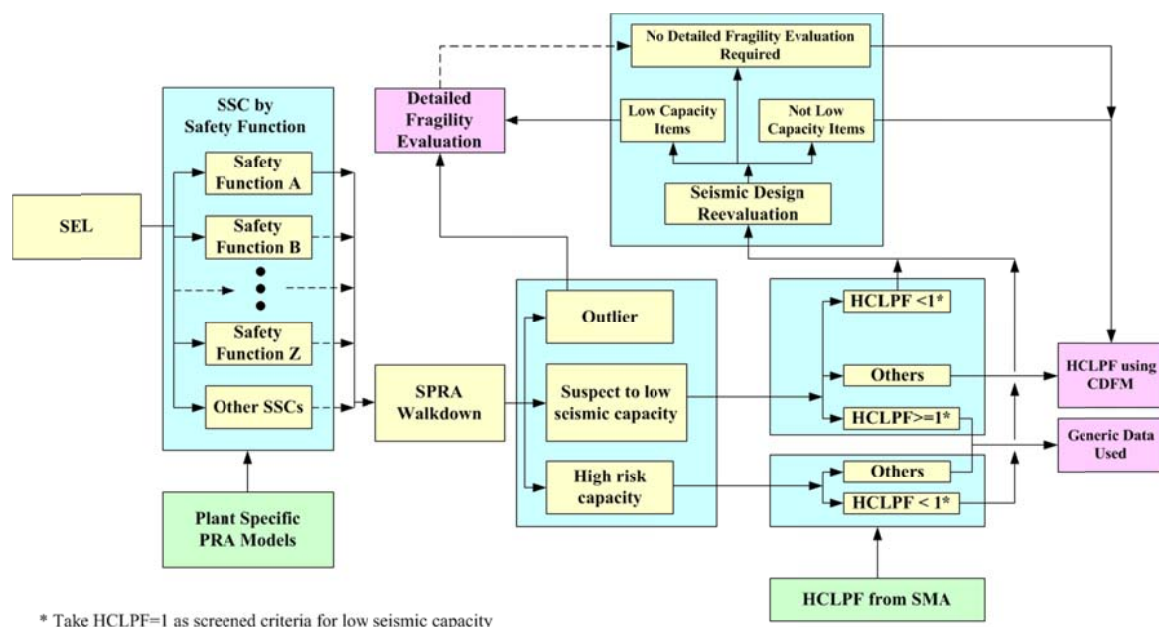 No Detailed Fragility Evaluation
Required
SSC by
Safety Function
Detailed
Fragility
Evaluation
Low Capacity
Items
Not Low
Capacity Items
Safety
Function A
Seismic Design
Reevaluation
SEL
Safety
Function B
Outlier
HCLPF <1*
Safety
Function Z
SPRA
Walkdown
Suspect to low
seismic capacity
Others
HCLPF using
CDFM
Other SSCs
HCLPF>=1*
Generic Data
Used
High risk
capacity
Others
HCLPF < 1*
Plant Specific
PRA Models
HCLPF from SMA
* Take HCLPF=1 as screened criteria for low seismic capacity